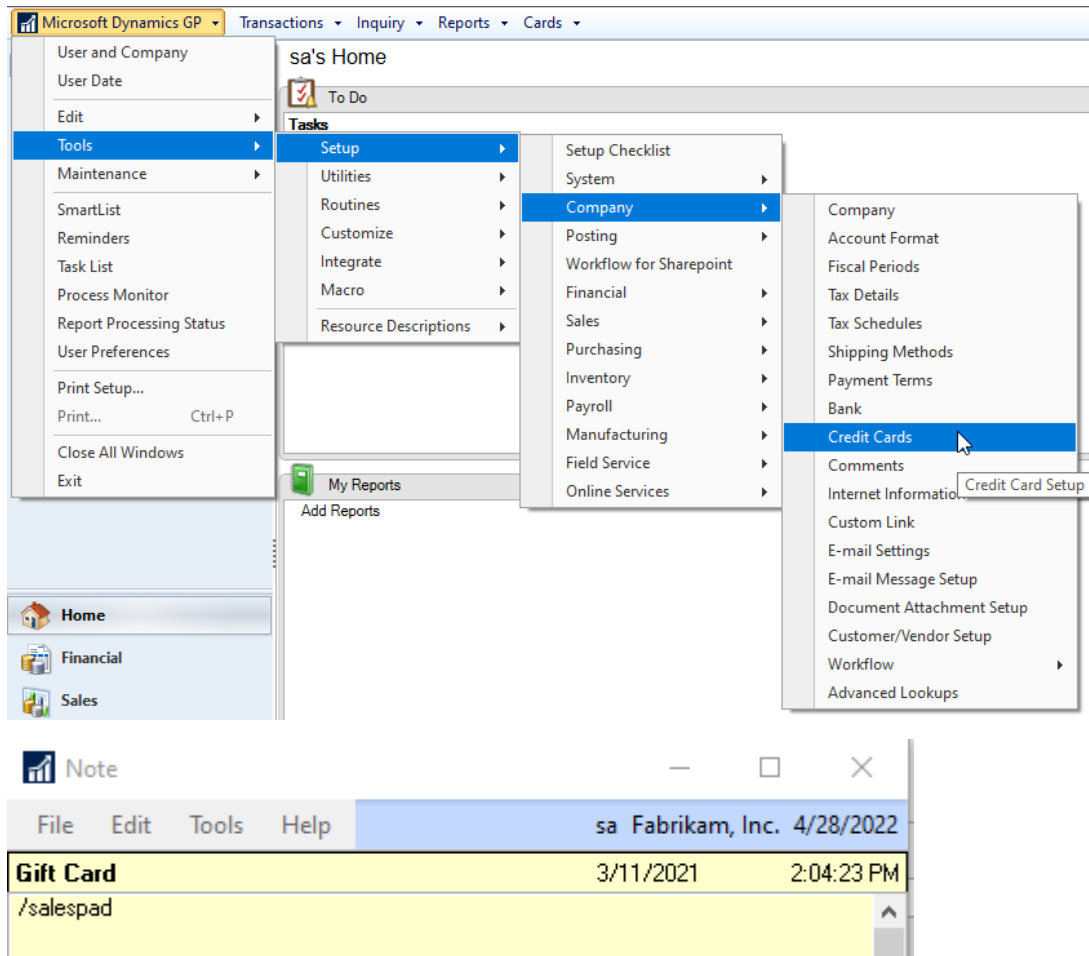 Microsoft Dynamics GP Transactions Inquiry Reports Cards
User and Company
User Date
Edit
Tools
Maintenance
SmartList
Reminders
Task List
Process Monitor
Report Processing Status
User Preferences
Print Setup...
Print... Ctrl+P
Close All Windows
Exit
sa's Home
To Do
Tasks
Setup
Utilities
Routines
Customize
Integrate
Macro
Resource Descriptions
Setup Checklist
System
Company
Posting
Workflow for Sharepoint
Financial
Sales
Purchasing
Inventory
Payroll
Manufacturing
Field Service
Online Services
Company
Account Format
Fiscal Periods
Tax Details
Tax Schedules
Shipping Methods
Payment Terms
Bank
Credit Cards
Comments
Internet Information
Credit Card Setup
Custom Link
E-mail Settings
E-mail Message Setup
Document Attachment Setup
Customer/Vendor Setup
Workflow
Advanced Lookups
My Reports
Add Reports
Home
Financial
Sales
Note
File Edit Tools Help sa Fabrikam, Inc. 4/28/2022
Gift Card 3/11/2021 2:04:23 PM
/salespad